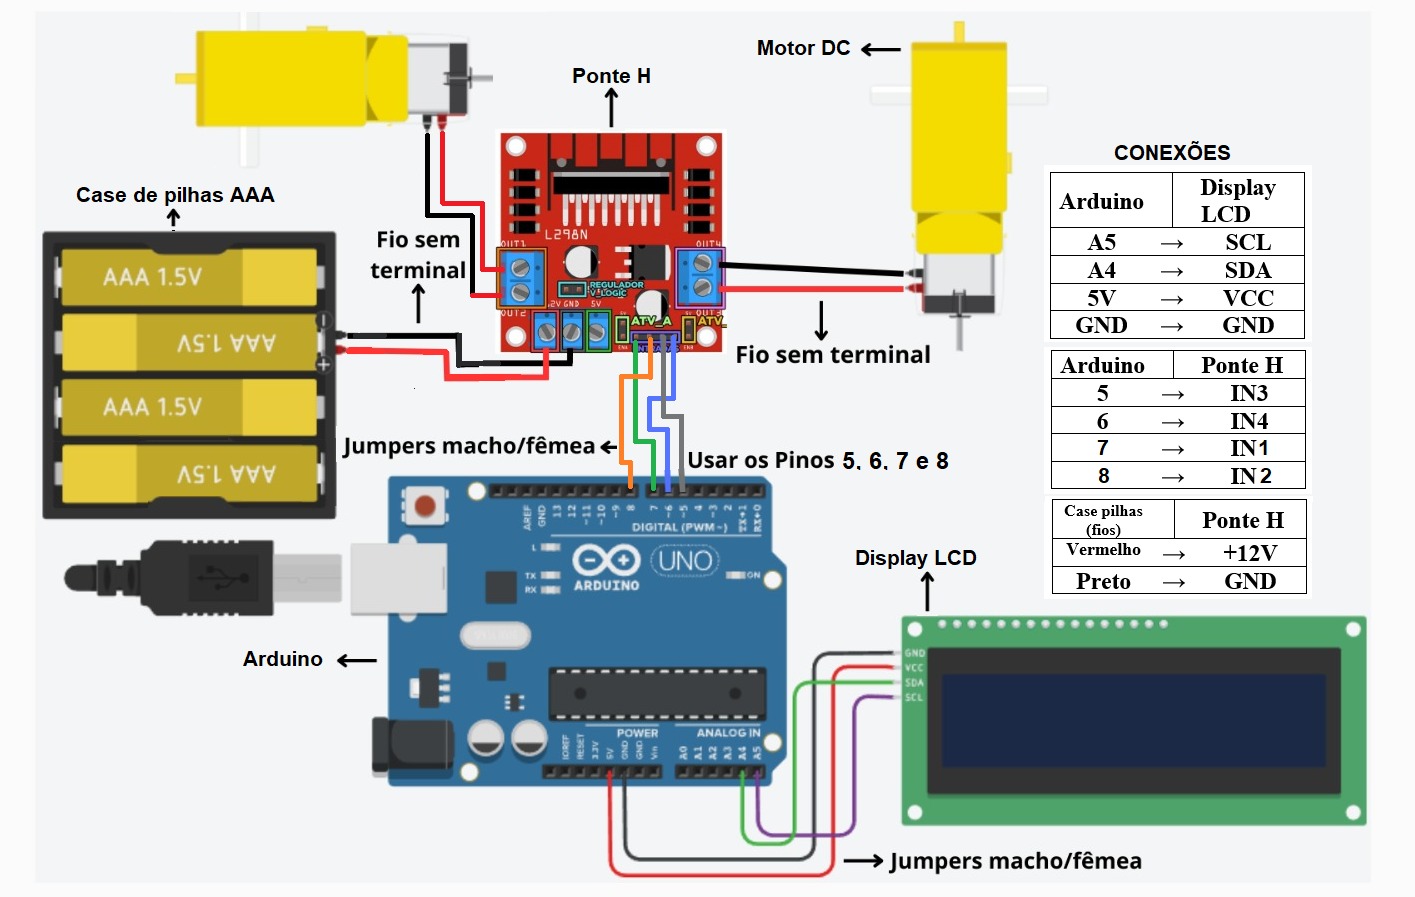 Motor DC
Ponte H
CONEXÕES
Arduino Display LCD
A5 → SCL
A4 → SDA
5V → VCC
GND → GND
Arduino Ponte H
5 → IN3
6 → IN4
7 → IN1
8 → IN2
Case pilhas (fios) Ponte H
Vermelho → +12V
Preto → GND
Case de pilhas AAA
Fio sem
terminal
AAA 1.5V
AAA 1.5V
AAA 1.5V
AAA 1.5V
L298N
OUT1
OUT4
OUT2
OUT3
REGULADOR
V_LOGIC
12V GND 5V
ATV_A
ATV_
Fio sem terminal
Jumpers macho/fêmea
Usar os Pinos 5, 6, 7 e 8
AREF
GND
13
12
~11
~10
~9
8
7
~6
~5
4
~3
2
TX→1
RX←0
DIGITAL (PWM~)
L
TX
RX
ARDUINO
UNO
ON
Arduino
POWER
ANALOG IN
IOREF
RESET
3.3V
5V
GND
GND
Vin
A0
A1
A2
A3
A4
A5
Display LCD
GND
VCC
SDA
SCL
Jumpers macho/fêmea